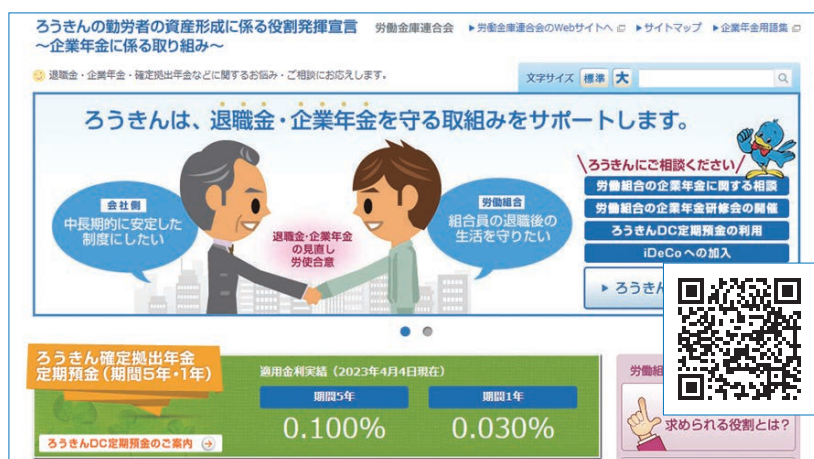 ろうきんの勤労者の資産形成に係る役割発揮宣言
~企業年金に係る取り組み~
労働金庫連合会
▶労働金庫連合会のWebサイトへ
▶サイトマップ
▶企業年金用語集
退職金・企業年金・確定拠出年金などに関するお悩み・ご相談にお応えします。
文字サイズ 標準 大
ろうきんは、退職金・企業年金を守る取組みをサポートします。
会社側
中長期的に安定した
制度にしたい
退職金・企業年金
の見直し
労使合意
労働組合
組合員の退職後の
生活を守りたい
\ろうきんにご相談ください/
労働組合の企業年金に関する相談
労働組合の企業年金研修会の開催
ろうきんDC定期預金の利用
iDeCoへの加入
▶ろうきん
ろうきん確定拠出年金
定期預金(期間5年・1年)
ろうきんDC定期預金のご案内
適用金利実績(2023年4月4日現在)
期間5年
期間1年
0.100%
0.030%
労働組
求められる役割とは?